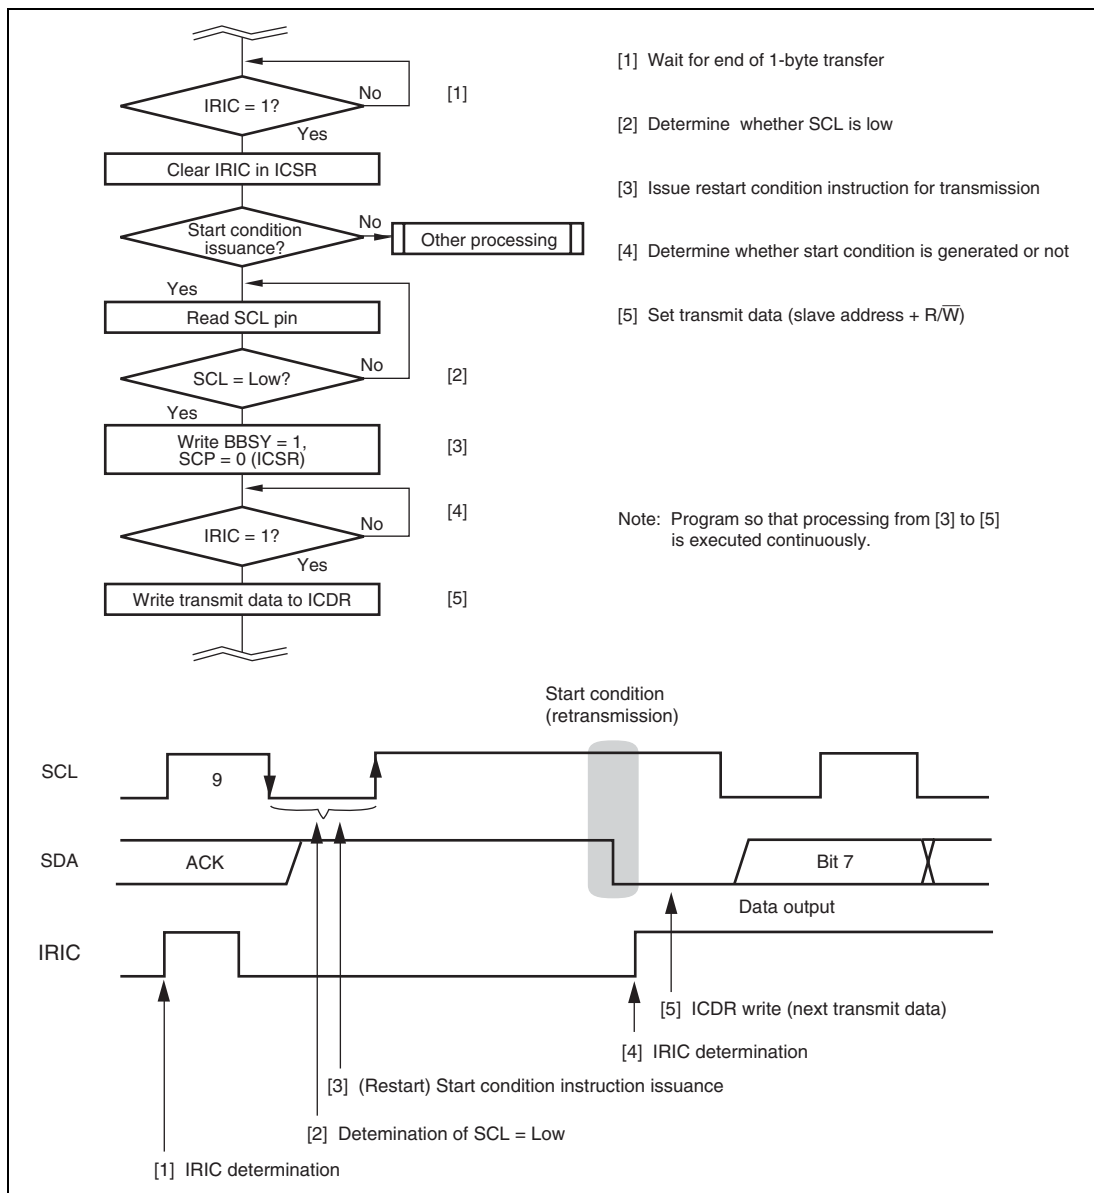 IRIC = 1?
No
[1]
Yes
Clear IRIC in ICSR
Start condition
issuance?
No
Other processing
Yes
Read SCL pin
SCL = Low?
No
[2]
Yes
Write BBSY = 1,
SCP = 0 (ICSR)
[3]
IRIC = 1?
No
[4]
Yes
Write transmit data to ICDR
[5]
[1] Wait for end of 1-byte transfer
[2] Determine whether SCL is low
[3] Issue restart condition instruction for transmission
[4] Determine whether start condition is generated or not
[5] Set transmit data (slave address + R/W̅)
Note: Program so that processing from [3] to [5]
is executed continuously.
Start condition
(retransmission)
SCL
9
SDA
ACK
Bit 7
Data output
IRIC
[5] ICDR write (next transmit data)
[4] IRIC determination
[3] (Restart) Start condition instruction issuance
[2] Detemination of SCL = Low
[1] IRIC determination